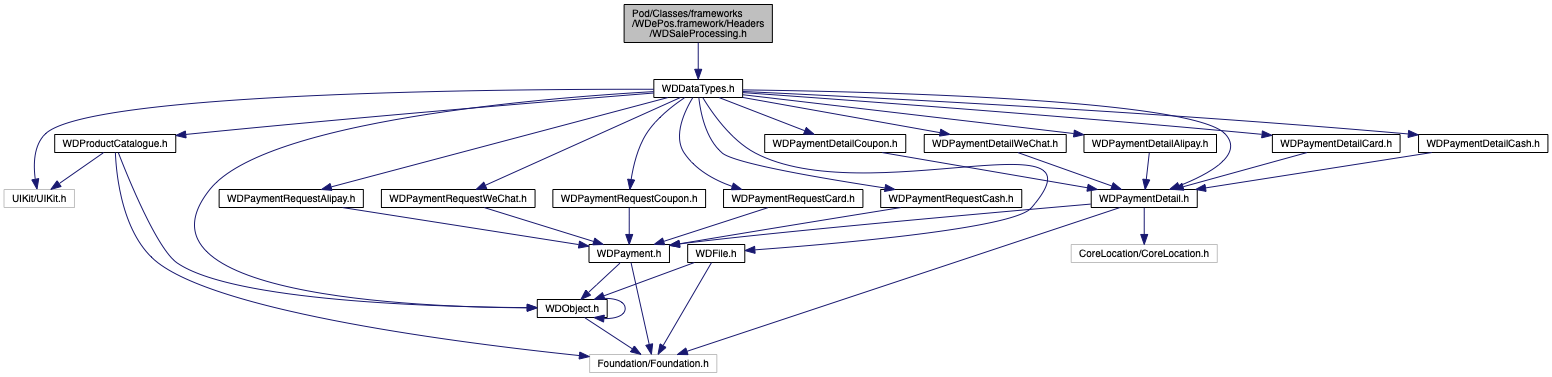 Pod/Classes/frameworks
/WDePos.framework/Headers
/WDSaleProcessing.h
WDDataTypes.h
WDProductCatalogue.h
WDPaymentDetailCoupon.h
WDPaymentDetailWeChat.h
WDPaymentDetailAlipay.h
WDPaymentDetailCard.h
WDPaymentDetailCash.h
UIKit/UIKit.h
WDPaymentRequestAlipay.h
WDPaymentRequestWeChat.h
WDPaymentRequestCoupon.h
WDPaymentRequestCard.h
WDPaymentRequestCash.h
WDPaymentDetail.h
WDPayment.h
WDFile.h
CoreLocation/CoreLocation.h
WDObject.h
Foundation/Foundation.h